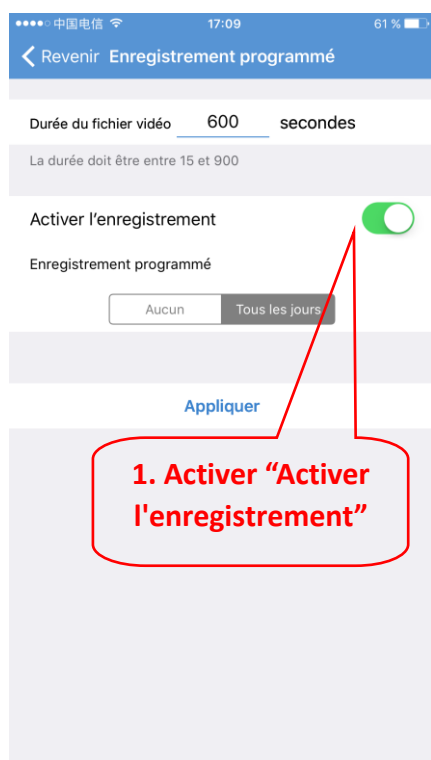 中国电信 17:09 61 %
Revenir Enregistrement programmé
Durée du fichier vidéo 600 secondes
La durée doit être entre 15 et 900
Activer l’enregistrement
Enregistrement programmé
Aucun Tous les jours
Appliquer
1. Activer “Activer
l'enregistrement”